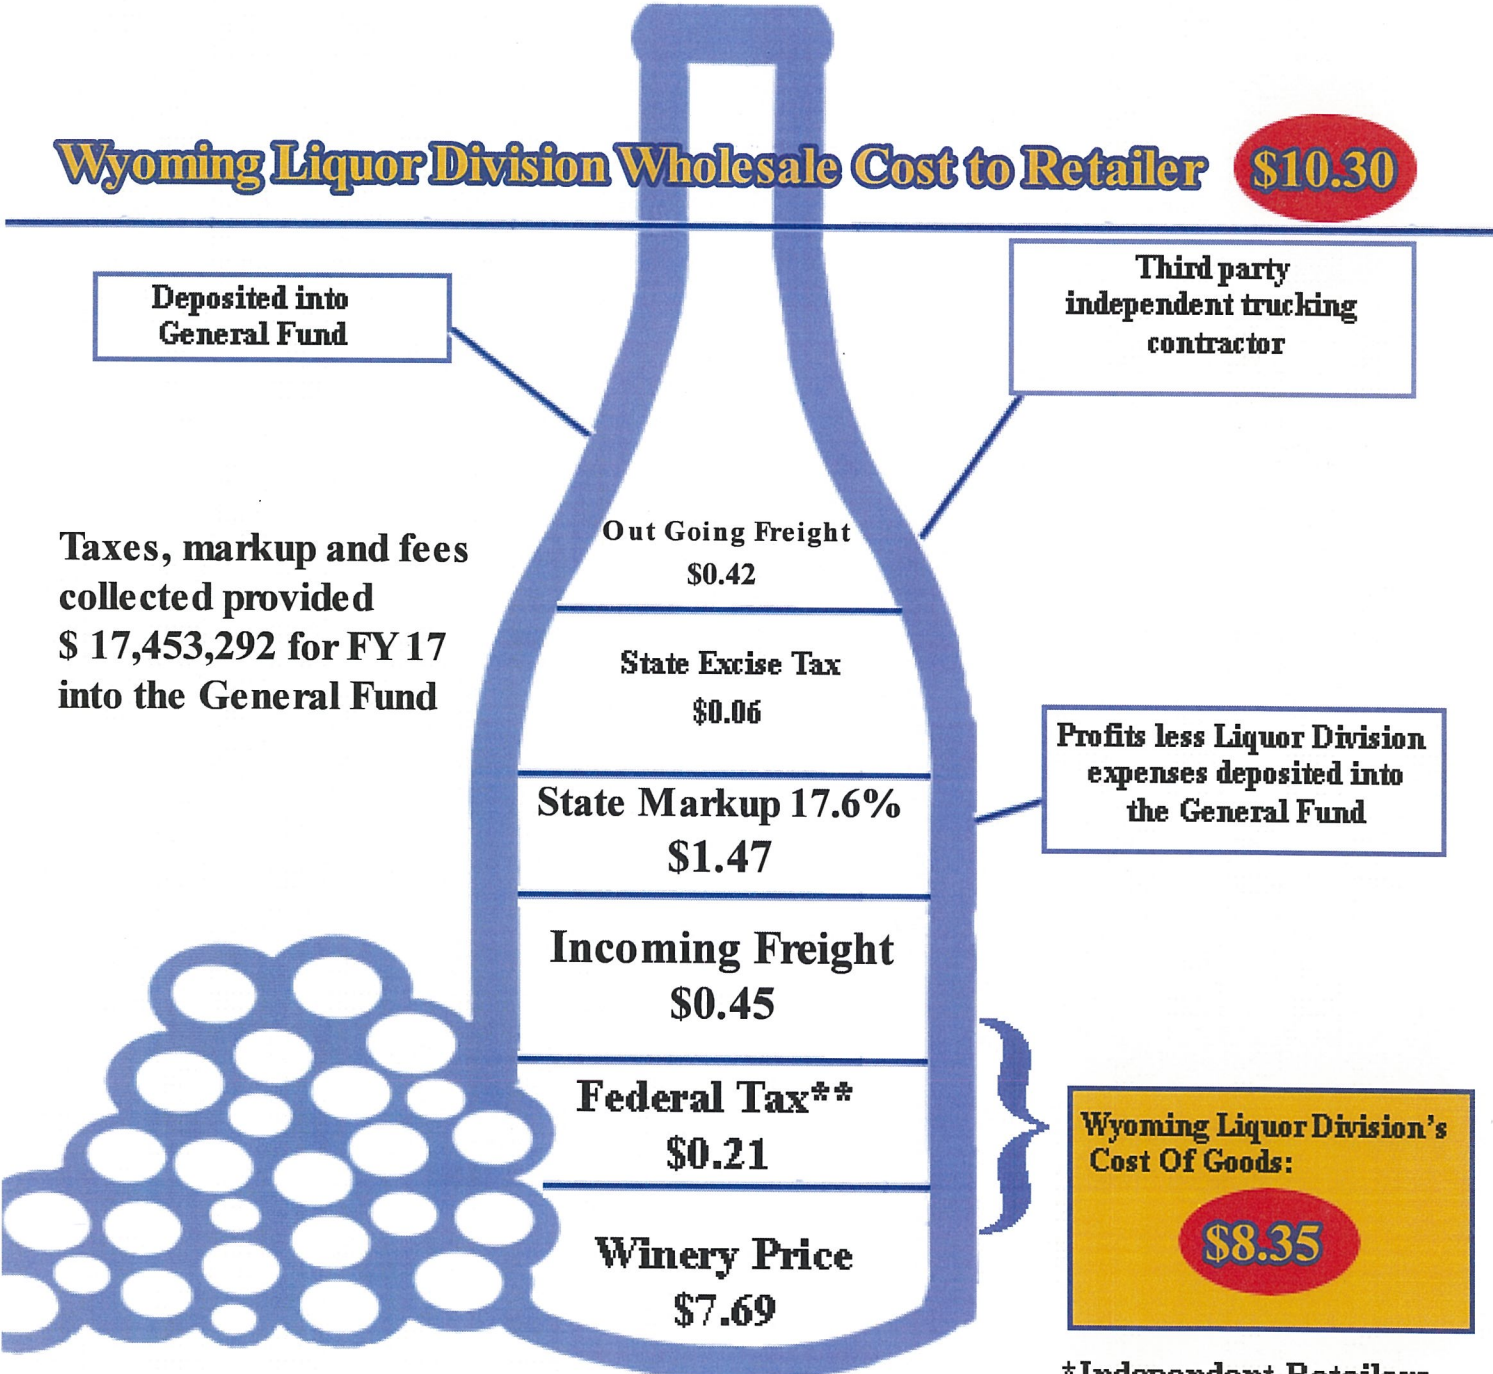 Wyoming Liquor Division Wholesale Cost to Retailer $10.30
Deposited into
General Fund
Third party
independent trucking
contractor
Out Going Freight
$0.42
Taxes, markup and fees
collected provided
$ 17,453,292 for FY 17
into the General Fund
State Excise Tax
$0.06
Profits less Liquor Division
expenses deposited into
the General Fund
State Markup 17.6%
$1.47
Incoming Freight
$0.45
Federal Tax**
$0.21
Wyoming Liquor Division's
Cost Of Goods:
$8.35
Winery Price
$7.69
*Independent Retailers